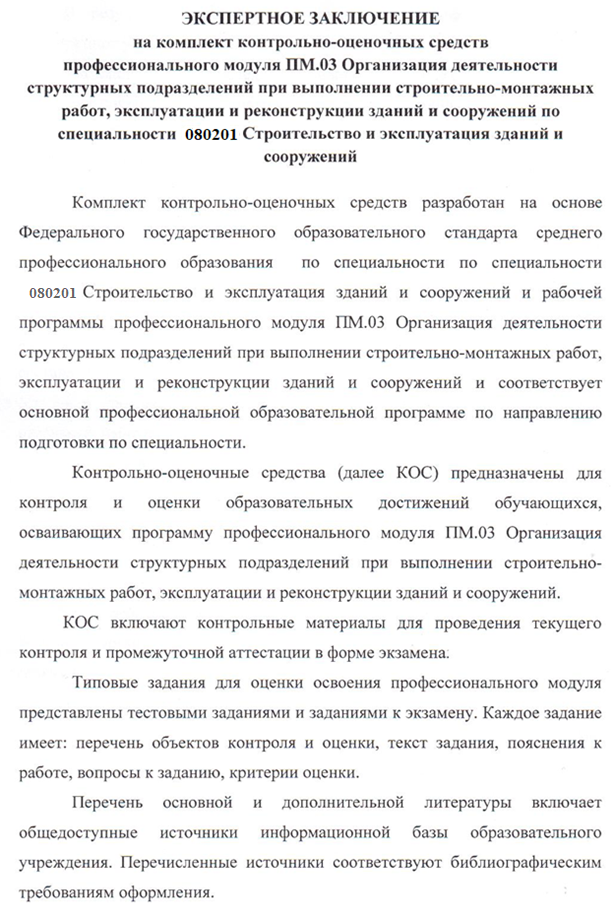 ЭКСПЕРТНОЕ ЗАКЛЮЧЕНИЕ
на комплект контрольно-оценочных средств
профессионального модуля ПМ.03 Организация деятельности
структурных подразделений при выполнении строительно-монтажных
работ, эксплуатации и реконструкции зданий и сооружений по
специальности 080201 Строительство и эксплуатация зданий и
сооружений
Комплект контрольно-оценочных средств разработан на основе
Федерального государственного образовательного стандарта среднего
профессионального образования по специальности по специальности
080201 Строительство и эксплуатация зданий и сооружений и рабочей
программы профессионального модуля ПМ.03 Организация деятельности
структурных подразделений при выполнении строительно-монтажных работ,
эксплуатации и реконструкции зданий и сооружений и соответствует
основной профессиональной образовательной программе по направлению
подготовки по специальности.
Контрольно-оценочные средства (далее КОС) предназначены для
контроля и оценки образовательных достижений обучающихся,
осваивающих программу профессионального модуля ПМ.03 Организация
деятельности структурных подразделений при выполнении строительно-
монтажных работ, эксплуатации и реконструкции зданий и сооружений.
КОС включают контрольные материалы для проведения текущего
контроля и промежуточной аттестации в форме экзамена.
Типовые задания для оценки освоения профессионального модуля
представлены тестовыми заданиями и заданиями к экзамену. Каждое задание
имеет: перечень объектов контроля и оценки, текст задания, пояснения к
работе, вопросы к заданию, критерии оценки.
Перечень основной и дополнительной литературы включает
общедоступные источники информационной базы образовательного
учреждения. Перечисленные источники соответствуют библиографическим
требованиям оформления.